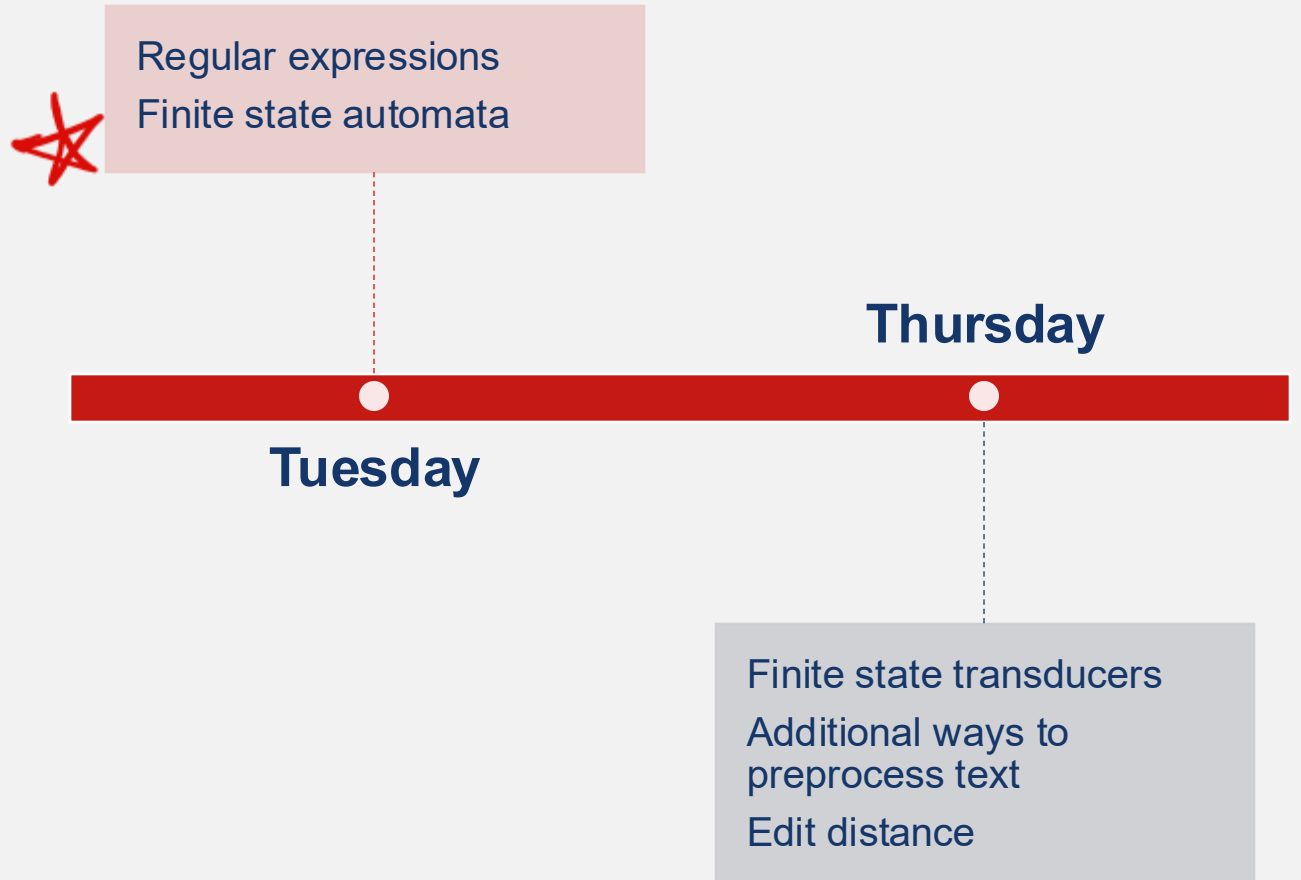 Regular expressions
Finite state automata
Thursday
Tuesday
Finite state transducers
Additional ways to
preprocess text
Edit distance